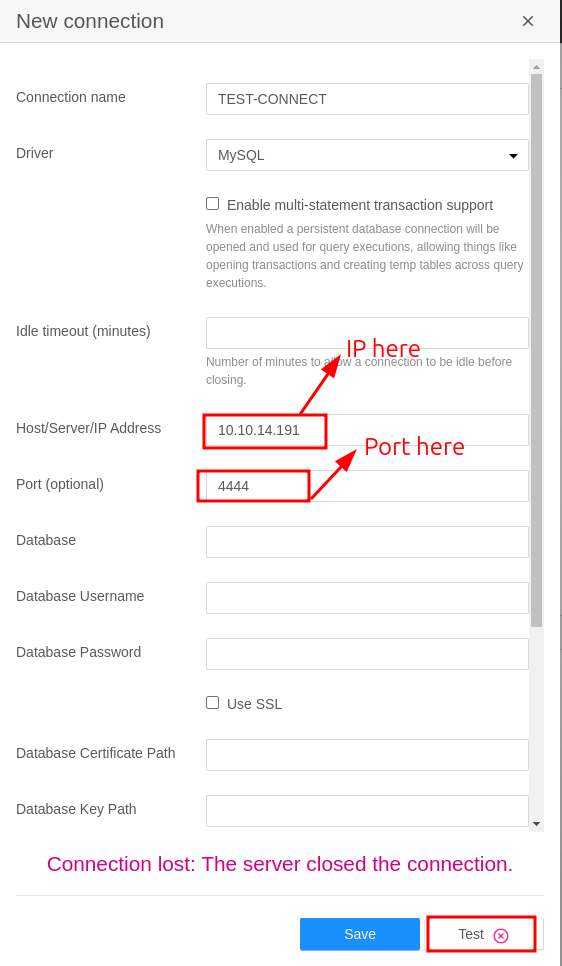 New connection
Connection name
TEST-CONNECT
Driver
MySQL
Enable multi-statement transaction support
When enabled a persistent database connection will be
opened and used for query executions, allowing things like
opening transactions and creating temp tables across query
executions.
Idle timeout (minutes)
IP here
Number of minutes to allow a connection to be idle before
closing.
Host/Server/IP Address
10.10.14.191
Port here
Port (optional)
4444
Database
Database Username
Database Password
Use SSL
Database Certificate Path
Database Key Path
Connection lost: The server closed the connection.
Save
Test